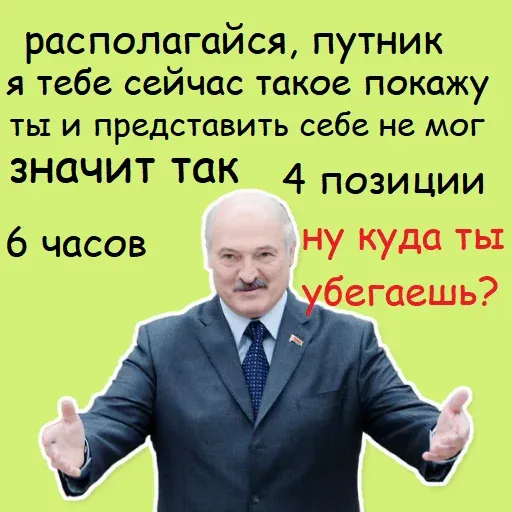 располагайся, путник
я тебе сейчас такое покажу
ты и представить себе не мог
значит так
4 позиции
6 часов
ну куда ты
убегаешь?